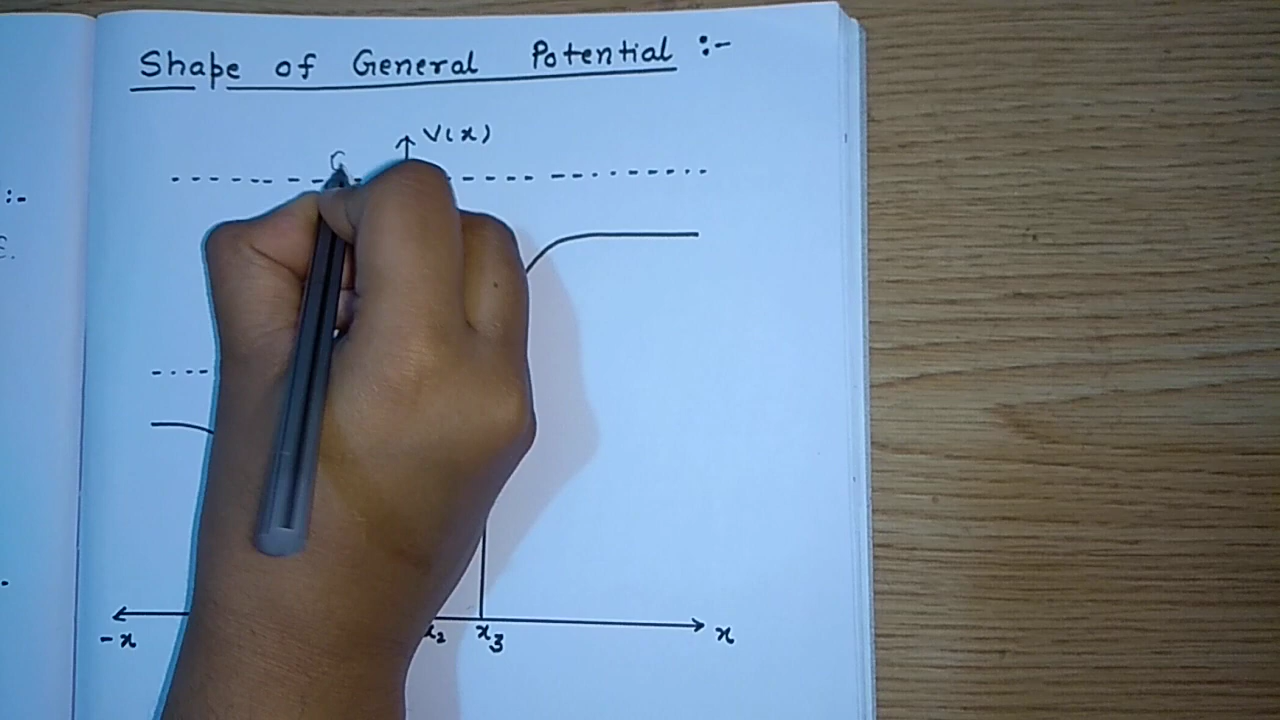 Shape of General Potential :-
V(x)
:-
-x x₂ x₃ x